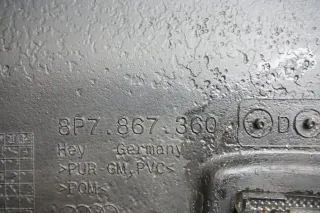 8P7.867.360 D
Hey Germany
>PUR-GM,PVC<
>POM<